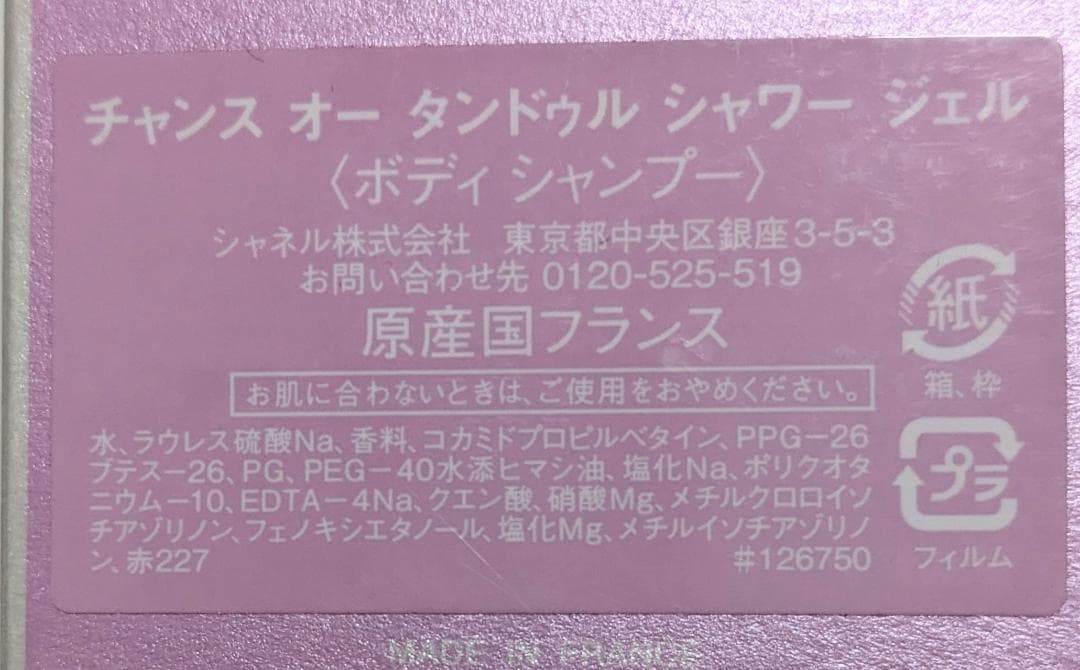 チャンス オー タンドゥル シャワー ジェル
〈ボディ シャンプー〉
シャネル株式会社　東京都中央区銀座3-5-3
お問い合わせ先 0120-525-519
原産国フランス
お肌に合わないときは、ご使用をおやめください。
水、ラウレス硫酸Na、香料、コカミドプロピルベタイン、PPG－26
ブテス－26、PG、PEG－40水添ヒマシ油、塩化Na、ポリクオタ
ニウム－10、EDTA－4Na、クエン酸、硝酸Mg、メチルクロロイソ
チアゾリノン、フェノキシエタノール、塩化Mg、メチルイソチアゾリノ
ン、赤227
#126750
紙
箱、枠
プラ
フィルム
MADE IN FRANCE